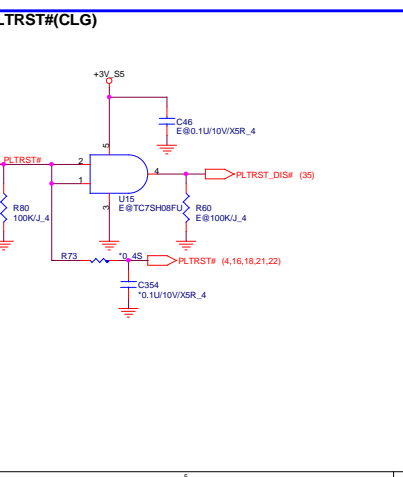 LTRST#(CLG)
+3V_S5
C46
E@0.1U/10V/X5R_4
5
PLTRST#
2
4
PLTRST_DIS# (35)
1
U15
E@TC7SH08FU
3
R80
100K/J_4
R60
E@100K/J_4
R73
*0_4S
PLTRST# (4,16,18,21,22)
C354
*0.1U/10V/X5R_4
5